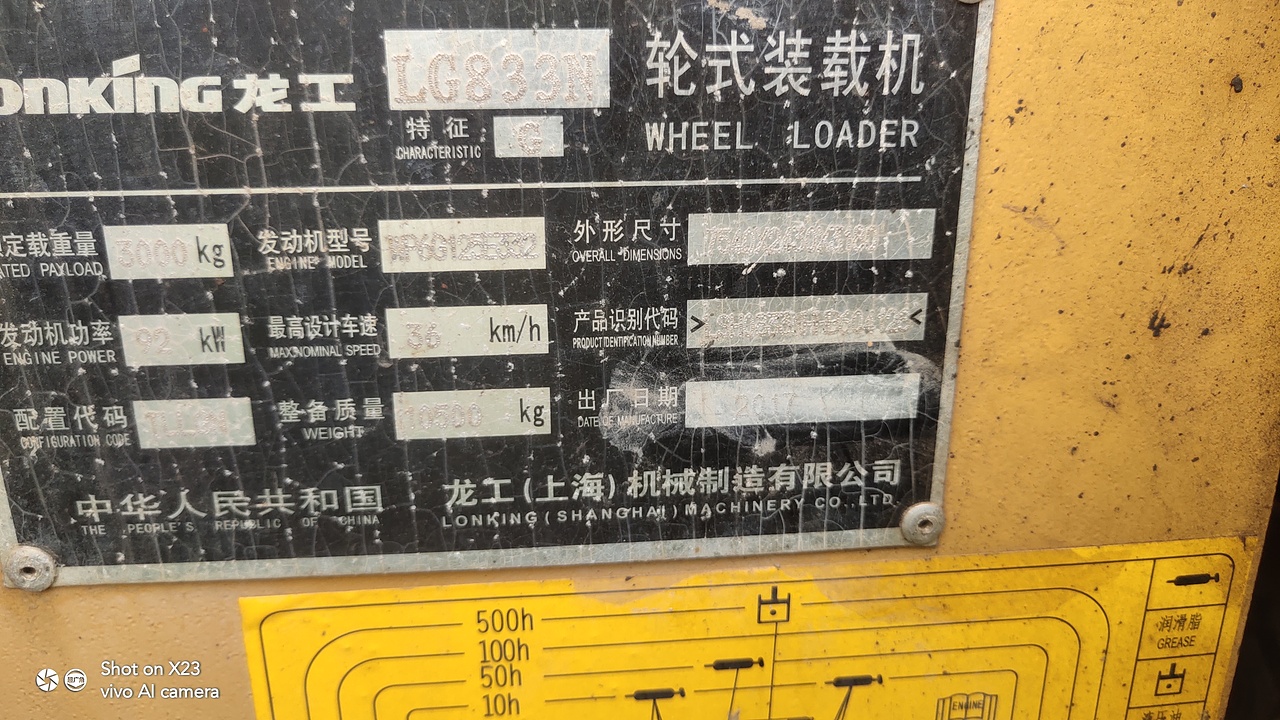 LONKING 龙工
LG833N
轮式装载机
特征
CHARACTERISTIC
WHEEL LOADER
定载重量
3000 kg
发动机型号
外形尺寸
ATED PAYLOAD
ENGINE MODEL
OVERALL DIMENSIONS
发动机功率
92 kW
最高设计车速
36 km/h
产品识别代码
> <
ENGINE POWER
MAX NOMINAL SPEED
PRODUCT IDENTIFICATION NUMBER
配置代码
整备质量
10500 kg
出厂日期
2017
CONFIGURATION CODE
WEIGHT
DATE OF MANUFACTURE
中华人民共和国
龙工(上海)机械制造有限公司
THE PEOPLE'S REPUBLIC OF CHINA
LONKING (SHANGHAI) MACHINERY CO.,LTD.
500h
100h
50h
10h
润滑脂
GREASE
ENGINE
液压油
Shot on X23
vivo AI camera